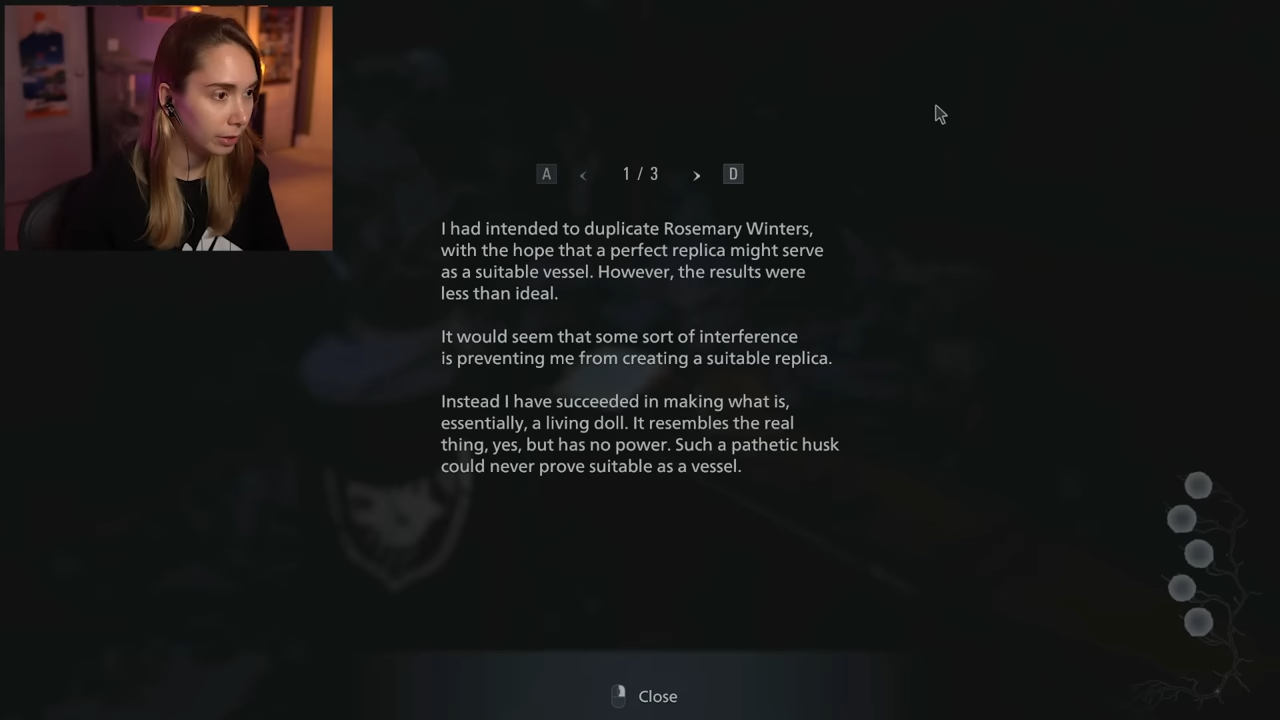 A < 1 / 3 > D
I had intended to duplicate Rosemary Winters,
with the hope that a perfect replica might serve
as a suitable vessel. However, the results were
less than ideal.
It would seem that some sort of interference
is preventing me from creating a suitable replica.
Instead I have succeeded in making what is,
essentially, a living doll. It resembles the real
thing, yes, but has no power. Such a pathetic husk
could never prove suitable as a vessel.
Close